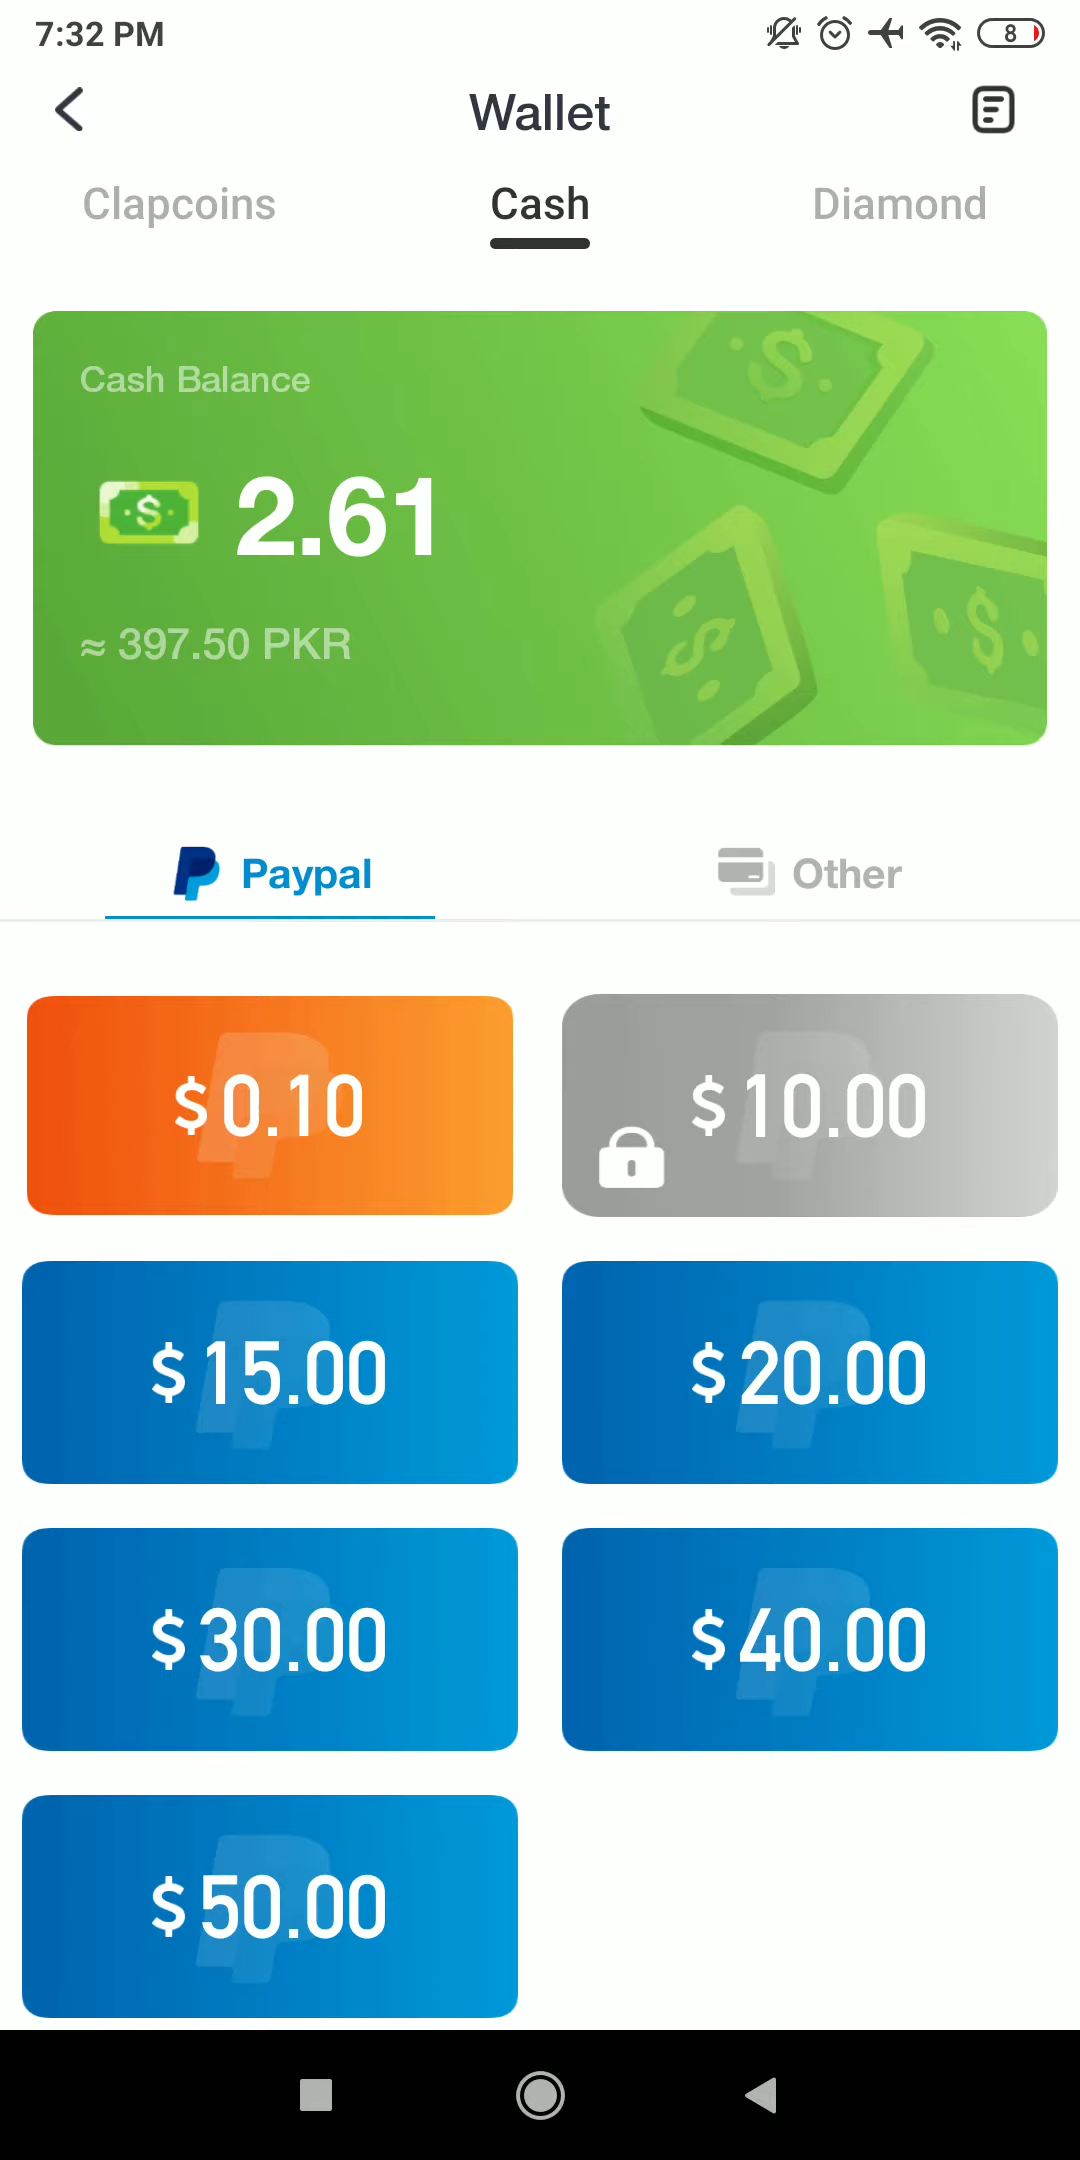 7:32 PM
8
Wallet
Clapcoins Cash Diamond
Cash Balance
$ 2.61
≈ 397.50 PKR
Paypal Other
$0.10 $10.00
$15.00 $20.00
$30.00 $40.00
$50.00